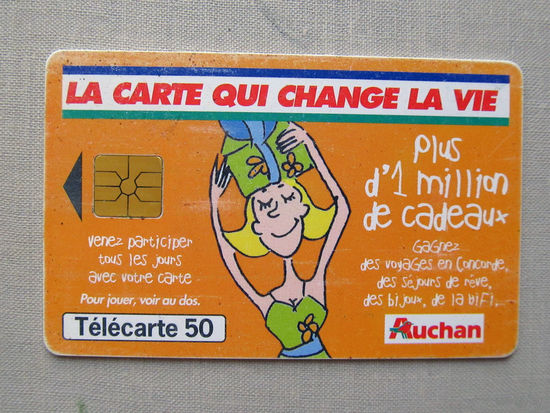 LA CARTE QUI CHANGE LA VIE
plus
d'1 million
de cadeaux
venez participer
tous les jours
avec votre carte
Pour jouer, voir au dos.
Gagnez
des voyages en Concorde,
des séjours de rêve,
des bijoux, de la hiFi...
Télécarte 50
Auchan